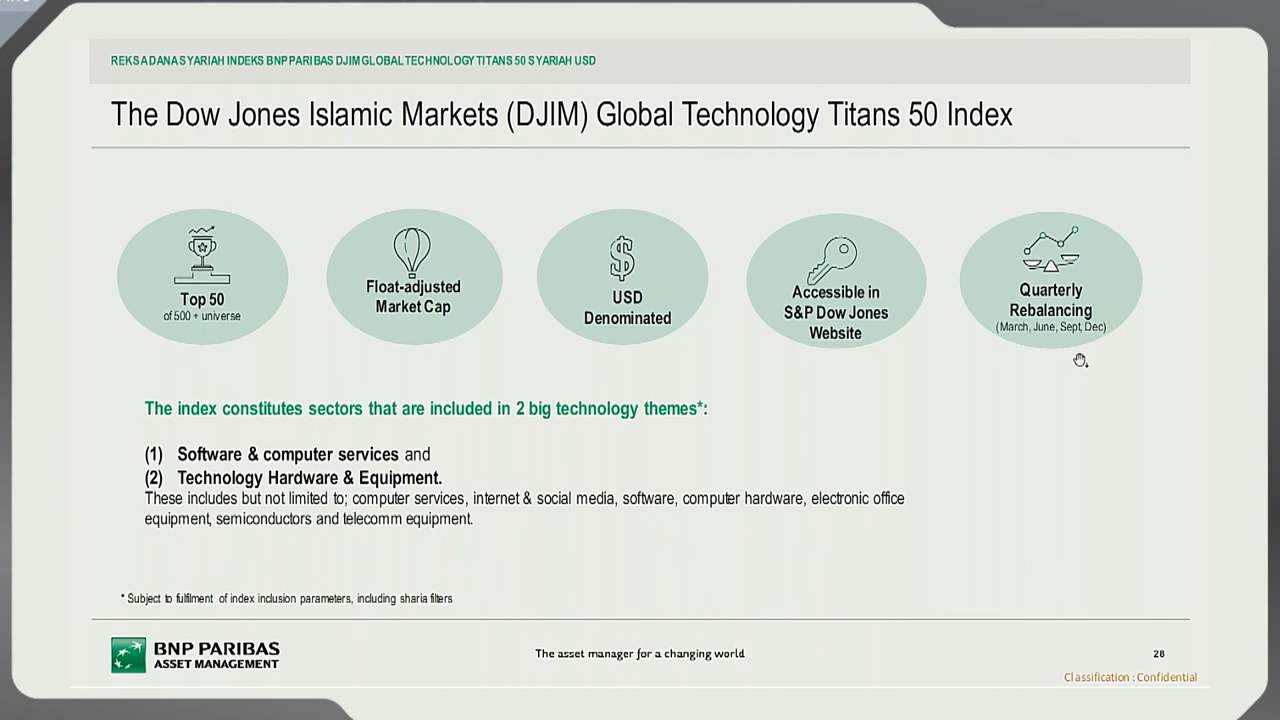 REKSA DANA SYARIAH INDEKS BNP PARIBAS DJIM GLOBAL TECHNOLOGY TITANS 50 SYARIAH USD
The Dow Jones Islamic Markets (DJIM) Global Technology Titans 50 Index
Top 50
of 500 + universe
Float-adjusted
Market Cap
USD
Denominated
Accessible in
S&P Dow Jones
Website
Quarterly
Rebalancing
(March, June, Sept, Dec)
The index constitutes sectors that are included in 2 big technology themes*:
(1) Software & computer services and
(2) Technology Hardware & Equipment.
These includes but not limited to; computer services, internet & social media, software, computer hardware, electronic office
equipment, semiconductors and telecomm equipment.
* Subject to fulfilment of index inclusion parameters, including sharia filters
BNP PARIBAS
ASSET MANAGEMENT
The asset manager for a changing world
28
Classification : Confidential